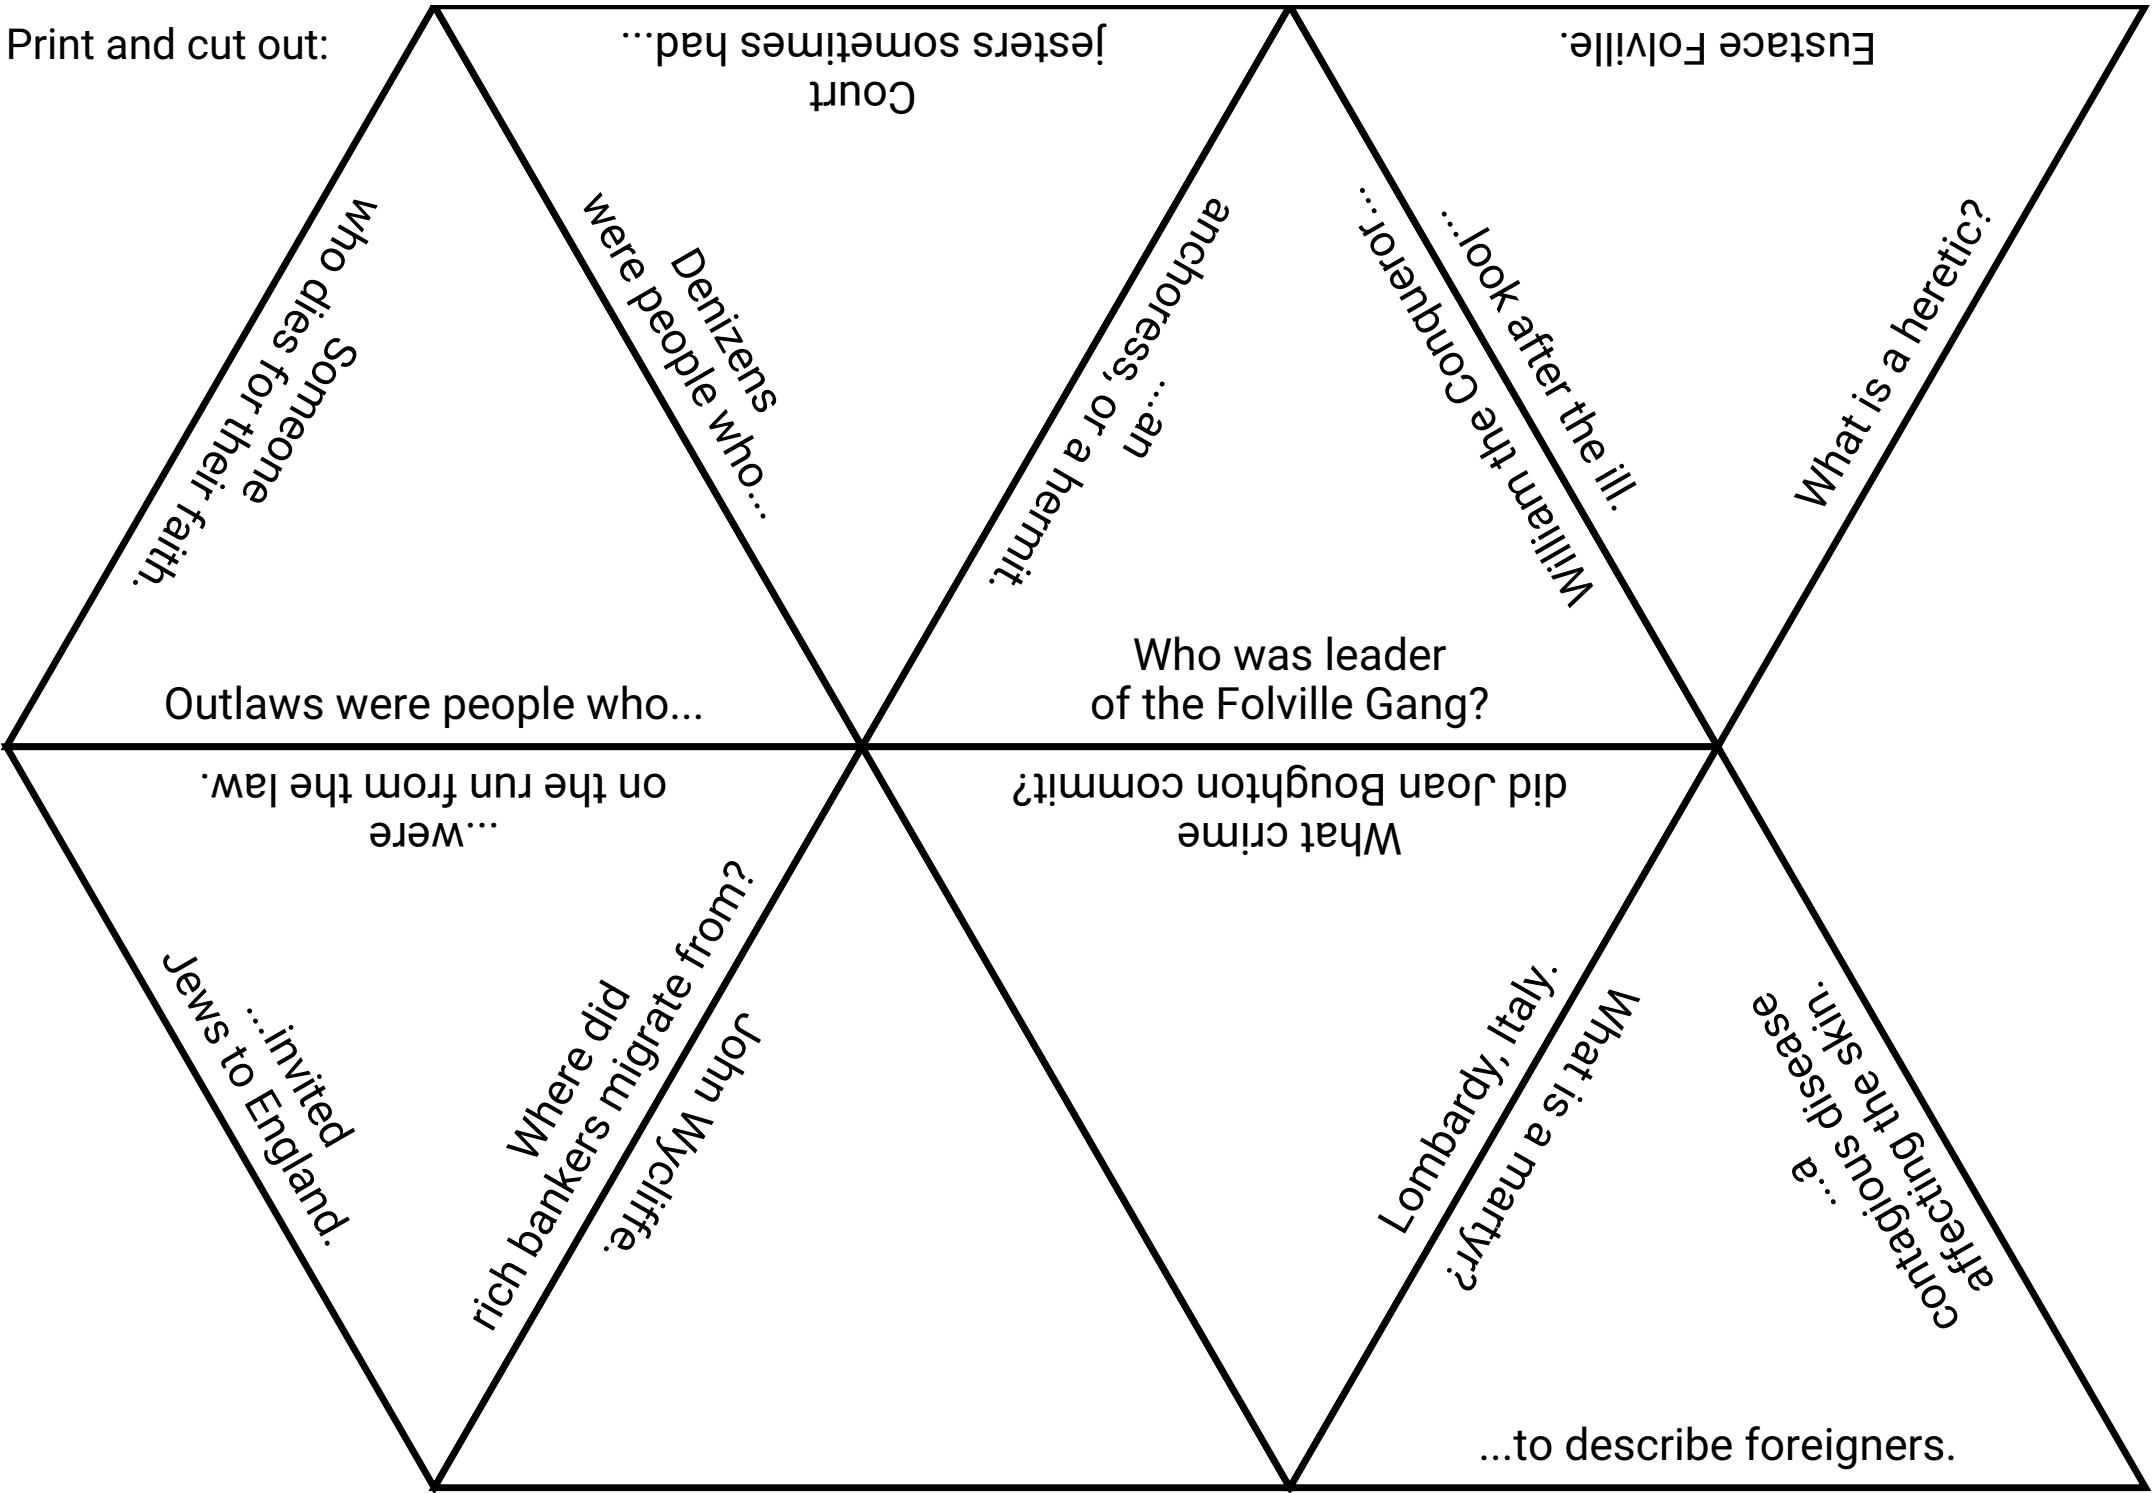 Print and cut out:
Court
jesters sometimes had...
Eustace Folville.
Someone
who dies for their faith.
Denizens
were people who...
...an
anchoress, or a hermit.
William the Conqueror...
...look after the ill.
What is a heretic?
Outlaws were people who...
Who was leader
of the Folville Gang?
...were
on the run from the law.
What crime
did Joan Boughton commit?
...invited
Jews to England.
Where did
rich bankers migrate from?
John Wycliffe.
Lombardy, Italy.
What is a martyr?
...a
contagious disease
affecting the skin.
...to describe foreigners.